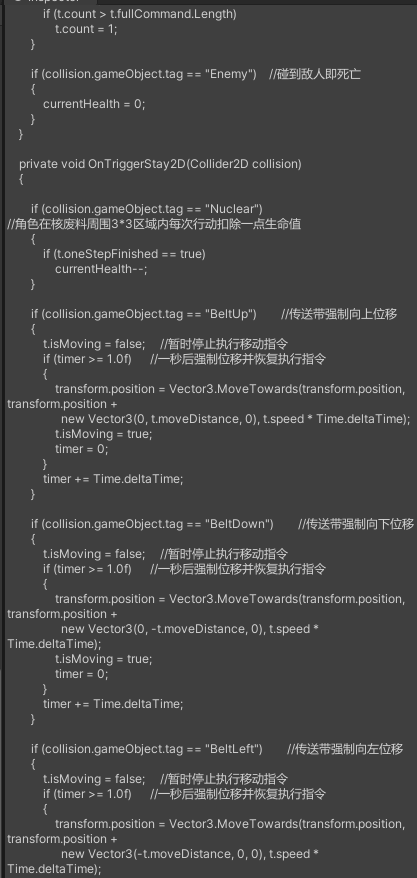 if (t.count > t.fullCommand.Length)
t.count = 1;
}
if (collision.gameObject.tag == "Enemy")    //碰到敌人即死亡
{
currentHealth = 0;
}
}
private void OnTriggerStay2D(Collider2D collision)
{
if (collision.gameObject.tag == "Nuclear")
//角色在核废料周围3*3区域内每次行动扣除一点生命值
{
if (t.oneStepFinished == true)
currentHealth--;
}
if (collision.gameObject.tag == "BeltUp")        //传送带强制向上位移
{
t.isMoving = false;     //暂时停止执行移动指令
if (timer >= 1.0f)      //一秒后强制位移并恢复执行指令
{
transform.position = Vector3.MoveTowards(transform.position,
transform.position +
new Vector3(0, t.moveDistance, 0), t.speed * Time.deltaTime);
t.isMoving = true;
timer = 0;
}
timer += Time.deltaTime;
}
if (collision.gameObject.tag == "BeltDown")        //传送带强制向下位移
{
t.isMoving = false;     //暂时停止执行移动指令
if (timer >= 1.0f)      //一秒后强制位移并恢复执行指令
{
transform.position = Vector3.MoveTowards(transform.position,
transform.position +
new Vector3(0, -t.moveDistance, 0), t.speed *
Time.deltaTime);
t.isMoving = true;
timer = 0;
}
timer += Time.deltaTime;
}
if (collision.gameObject.tag == "BeltLeft")        //传送带强制向左位移
{
t.isMoving = false;     //暂时停止执行移动指令
if (timer >= 1.0f)      //一秒后强制位移并恢复执行指令
{
transform.position = Vector3.MoveTowards(transform.position,
transform.position +
new Vector3(-t.moveDistance, 0, 0), t.speed *
Time.deltaTime);